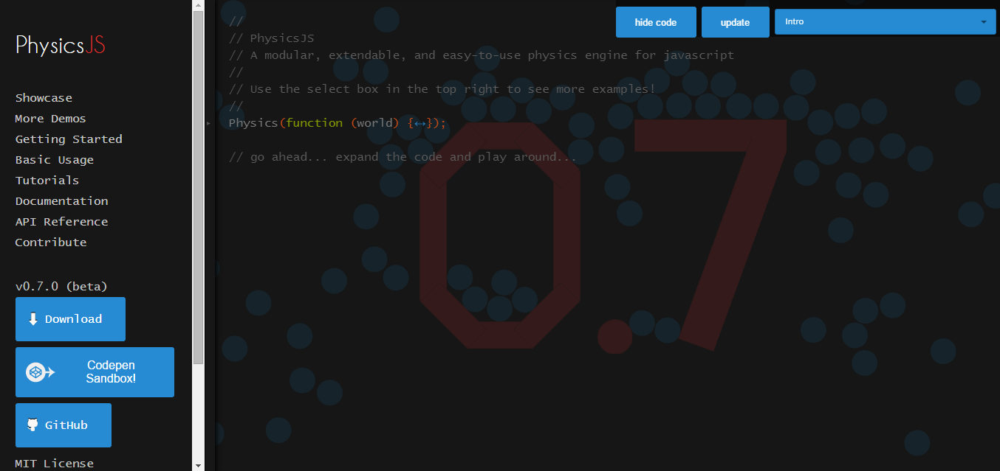 PhysicsJS
Showcase
More Demos
Getting Started
Basic Usage
Tutorials
Documentation
API Reference
Contribute
v0.7.0 (beta)
Download
Codepen
Sandbox!
GitHub
MIT License
hide code
update
Intro
//
// PhysicsJS
// A modular, extendable, and easy-to-use physics engine for javascript
//
// Use the select box in the top right to see more examples!
//
Physics(function (world) {↔});
// go ahead... expand the code and play around...
0.7